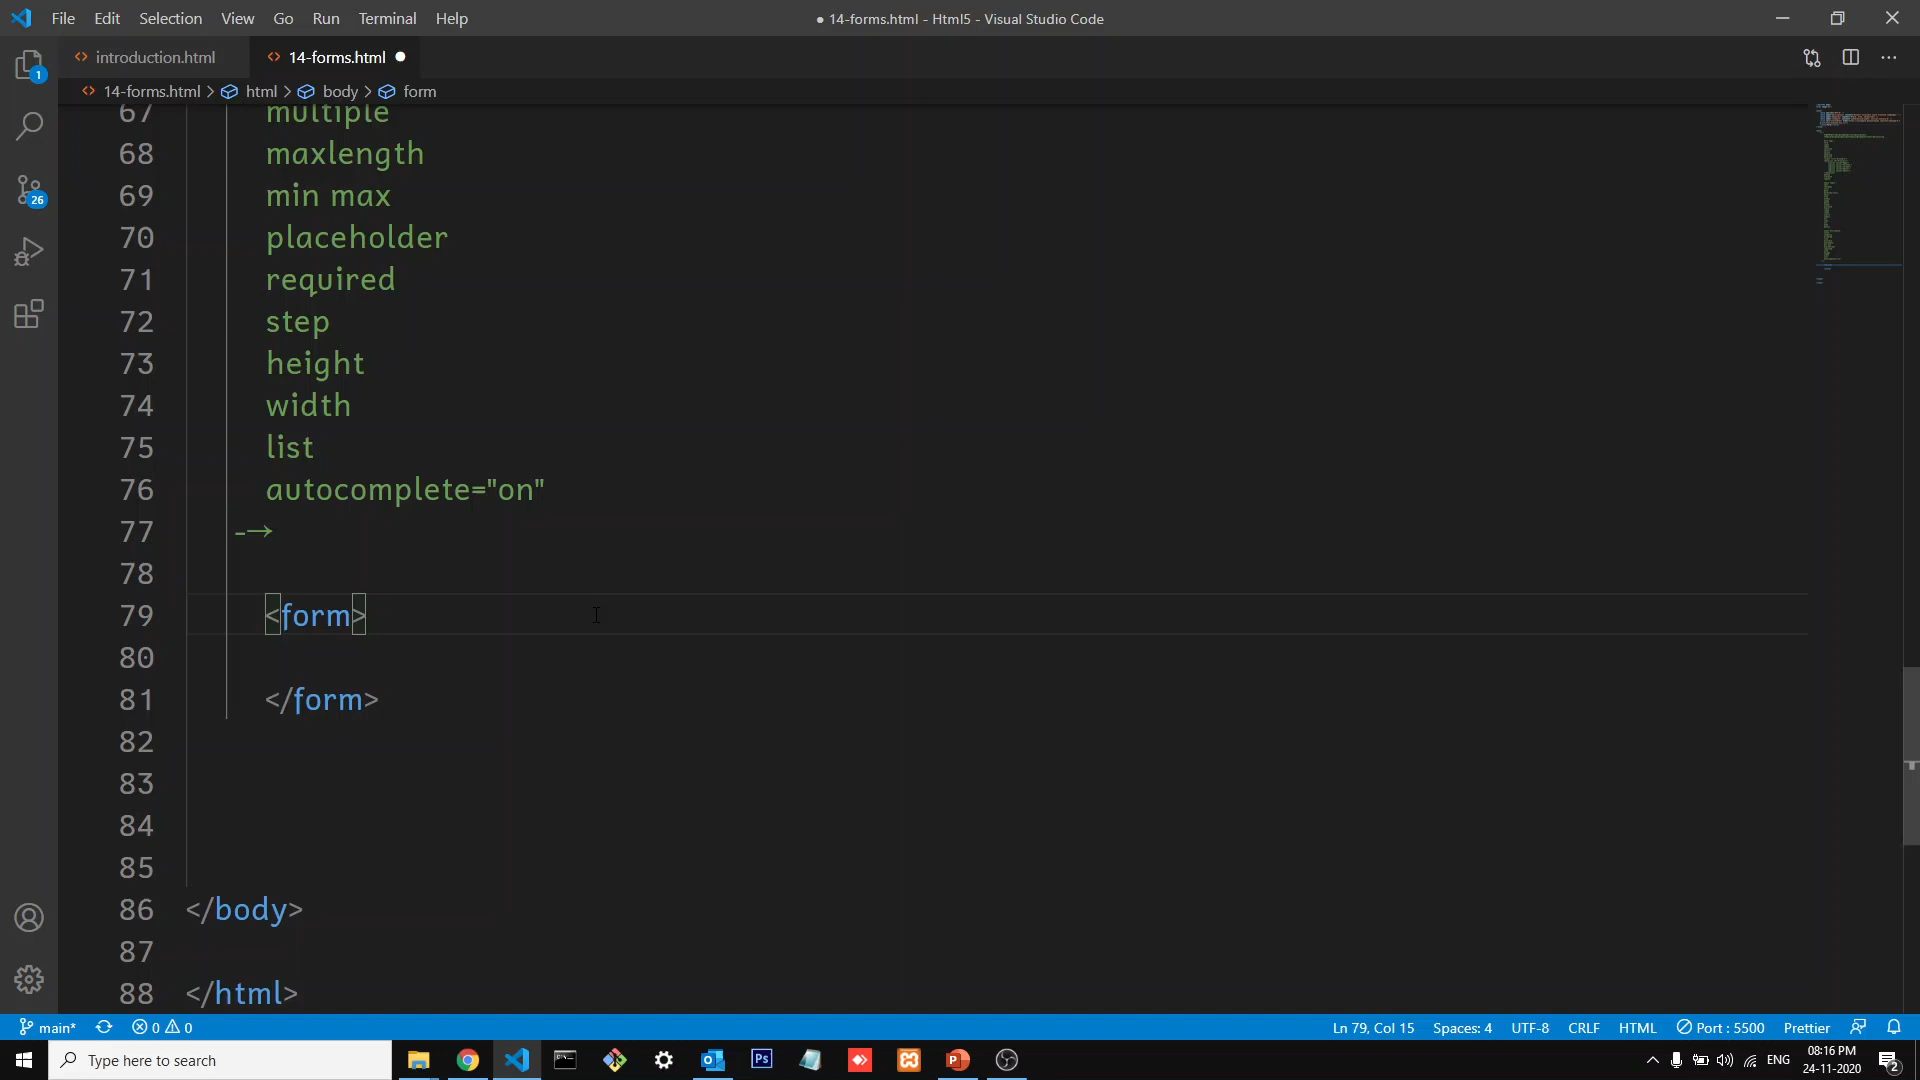 File Edit Selection View Go Run Terminal Help
● 14-forms.html - Html5 - Visual Studio Code
introduction.html
14-forms.html ●
14-forms.html > html > body > form
1
26
67 multiple
68 maxlength
69 min max
70 placeholder
71 required
72 step
73 height
74 width
75 list
76 autocomplete="on"
77 -->
78
79 <form>
80
81 </form>
82
83
84
85
86 </body>
87
88 </html>
main* 0 0 Ln 79, Col 15 Spaces: 4 UTF-8 CRLF HTML Port : 5500 Prettier
Type here to search
Ps
ENG
08:16 PM
24-11-2020
2